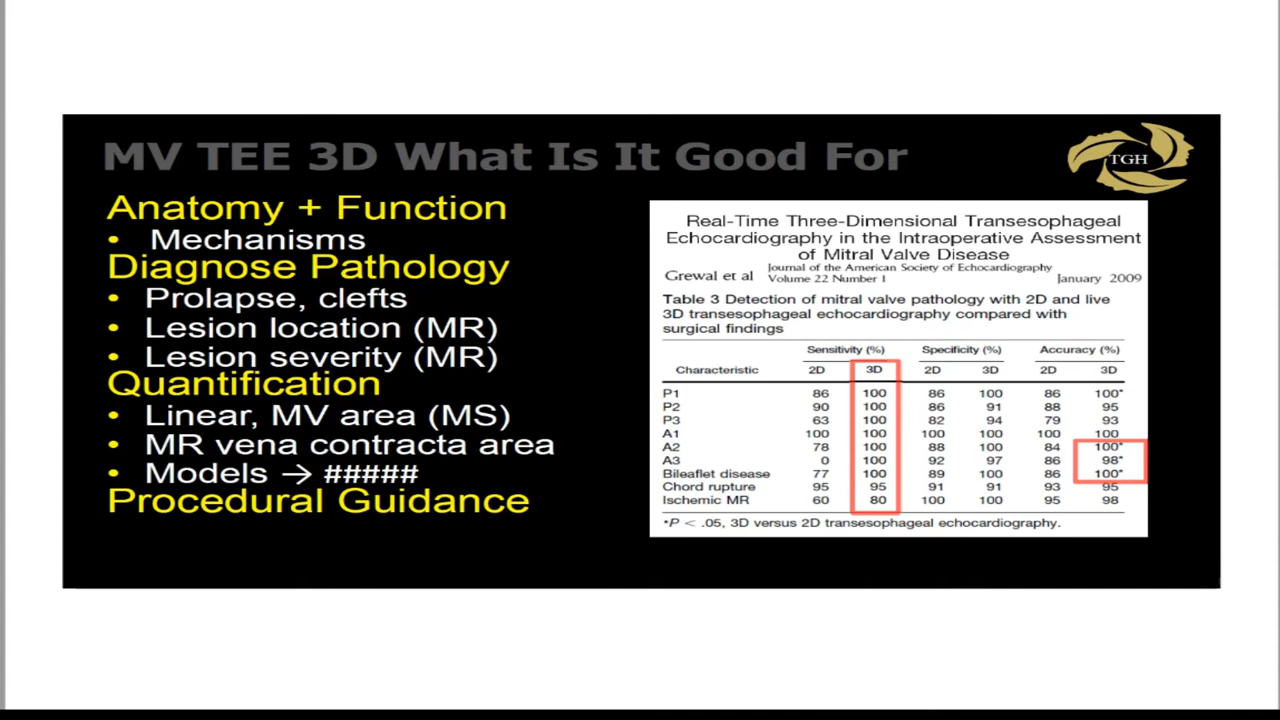 MV TEE 3D What Is It Good For
TGH
Anatomy + Function
• Mechanisms
Diagnose Pathology
• Prolapse, clefts
• Lesion location (MR)
• Lesion severity (MR)
Quantification
• Linear, MV area (MS)
• MR vena contracta area
• Models → #####
Procedural Guidance
Real-Time Three-Dimensional Transesophageal
Echocardiography in the Intraoperative Assessment
of Mitral Valve Disease
Grewal et al Journal of the American Society of Echocardiography
Volume 22 Number 1 January 2009
Table 3 Detection of mitral valve pathology with 2D and live
3D transesophageal echocardiography compared with
surgical findings
Sensitivity (%) Specificity (%) Accuracy (%)
Characteristic 2D 3D 2D 3D 2D 3D
P1 86 100 86 100 86 100*
P2 90 100 86 91 88 95
P3 63 100 82 94 79 93
A1 100 100 100 100 100 100
A2 78 100 88 100 84 100*
A3 0 100 92 97 86 98*
Bileaflet disease 77 100 89 100 86 100*
Chord rupture 95 95 91 91 93 95
Ischemic MR 60 80 100 100 95 98
*P < .05, 3D versus 2D transesophageal echocardiography.